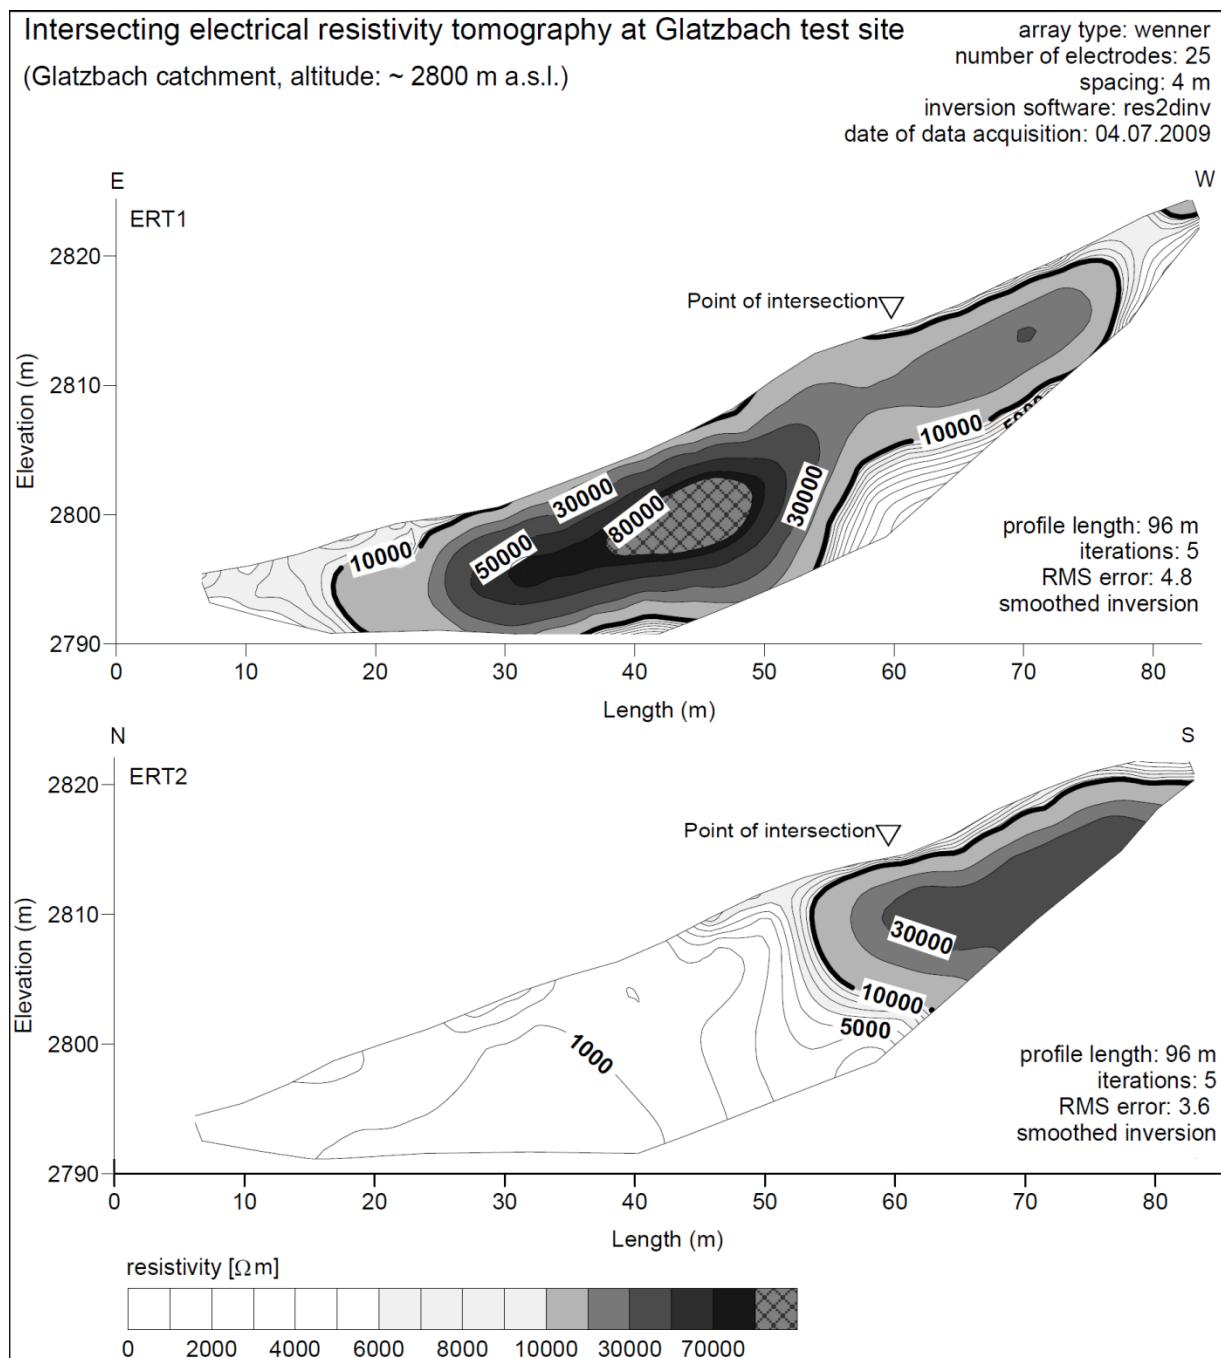 Intersecting electrical resistivity tomography at Glatzbach test site
(Glatzbach catchment, altitude: ~ 2800 m a.s.l.)
array type: wenner
number of electrodes: 25
spacing: 4 m
inversion software: res2dinv
date of data acquisition: 04.07.2009
E
W
ERT1
2820
2810
2800
2790
Elevation (m)
Point of intersection
10000
50000
30000
80000
30000
10000
profile length: 96 m
iterations: 5
RMS error: 4.8
smoothed inversion
0 10 20 30 40 50 60 70 80
Length (m)
N
S
ERT2
2820
2810
2800
2790
Elevation (m)
Point of intersection
30000
10000
5000
1000
profile length: 96 m
iterations: 5
RMS error: 3.6
smoothed inversion
0 10 20 30 40 50 60 70 80
Length (m)
resistivity [Ωm]
0 2000 4000 6000 8000 10000 30000 70000